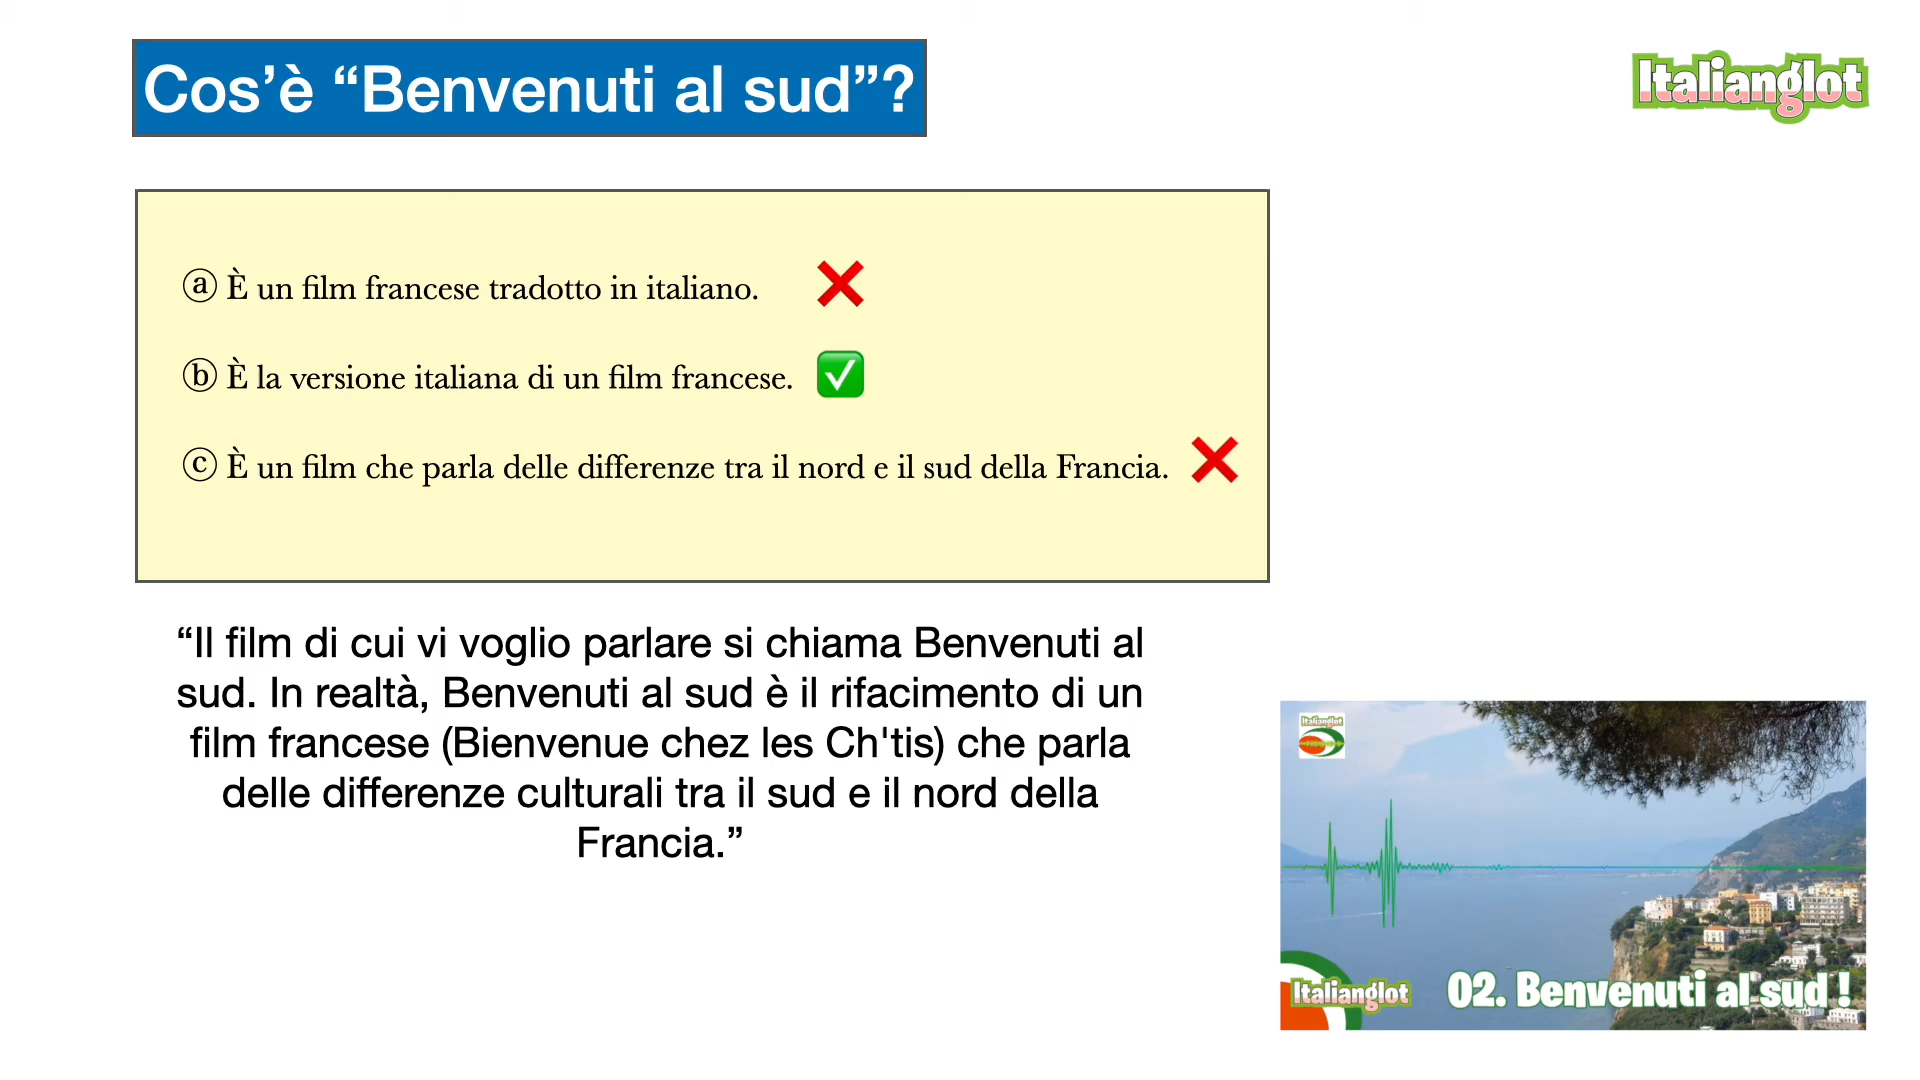 Cos’è “Benvenuti al sud”?
Italianglot
ⓐ È un film francese tradotto in italiano.
ⓑ È la versione italiana di un film francese.
ⓒ È un film che parla delle differenze tra il nord e il sud della Francia.
“Il film di cui vi voglio parlare si chiama Benvenuti al
sud. In realtà, Benvenuti al sud è il rifacimento di un
film francese (Bienvenue chez les Ch'tis) che parla
delle differenze culturali tra il sud e il nord della
Francia.”
Italianglot
Italianglot
02. Benvenuti al sud !